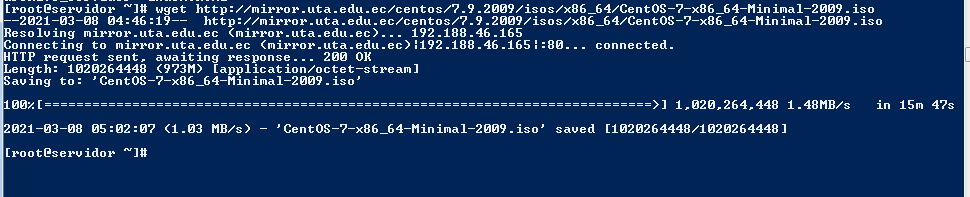 [root@servidor ~]# wget http://mirror.uta.edu.ec/centos/7.9.2009/isos/x86_64/CentOS-7-x86_64-Minimal-2009.iso
--2021-03-08 04:46:19--  http://mirror.uta.edu.ec/centos/7.9.2009/isos/x86_64/CentOS-7-x86_64-Minimal-2009.iso
Resolving mirror.uta.edu.ec (mirror.uta.edu.ec)... 192.188.46.165
Connecting to mirror.uta.edu.ec (mirror.uta.edu.ec)|192.188.46.165|:80... connected.
HTTP request sent, awaiting response... 200 OK
Length: 1020264448 (973M) [application/octet-stream]
Saving to: 'CentOS-7-x86_64-Minimal-2009.iso'
100%[============================================================================>] 1,020,264,448 1.48MB/s   in 15m 47s
2021-03-08 05:02:07 (1.03 MB/s) - 'CentOS-7-x86_64-Minimal-2009.iso' saved [1020264448/1020264448]
[root@servidor ~]#